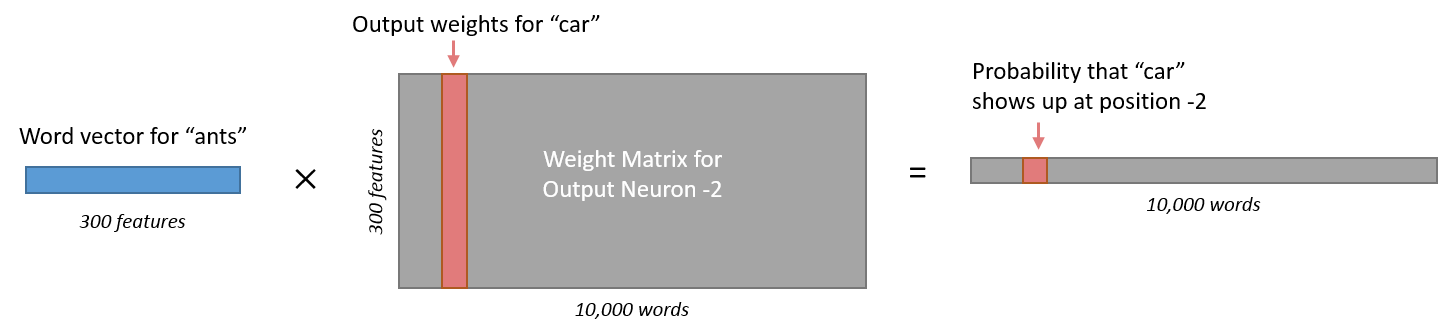 Output weights for “car”
Word vector for “ants”
300 features
×
300 features
Weight Matrix for
Output Neuron -2
10,000 words
=
Probability that “car”
shows up at position -2
10,000 words